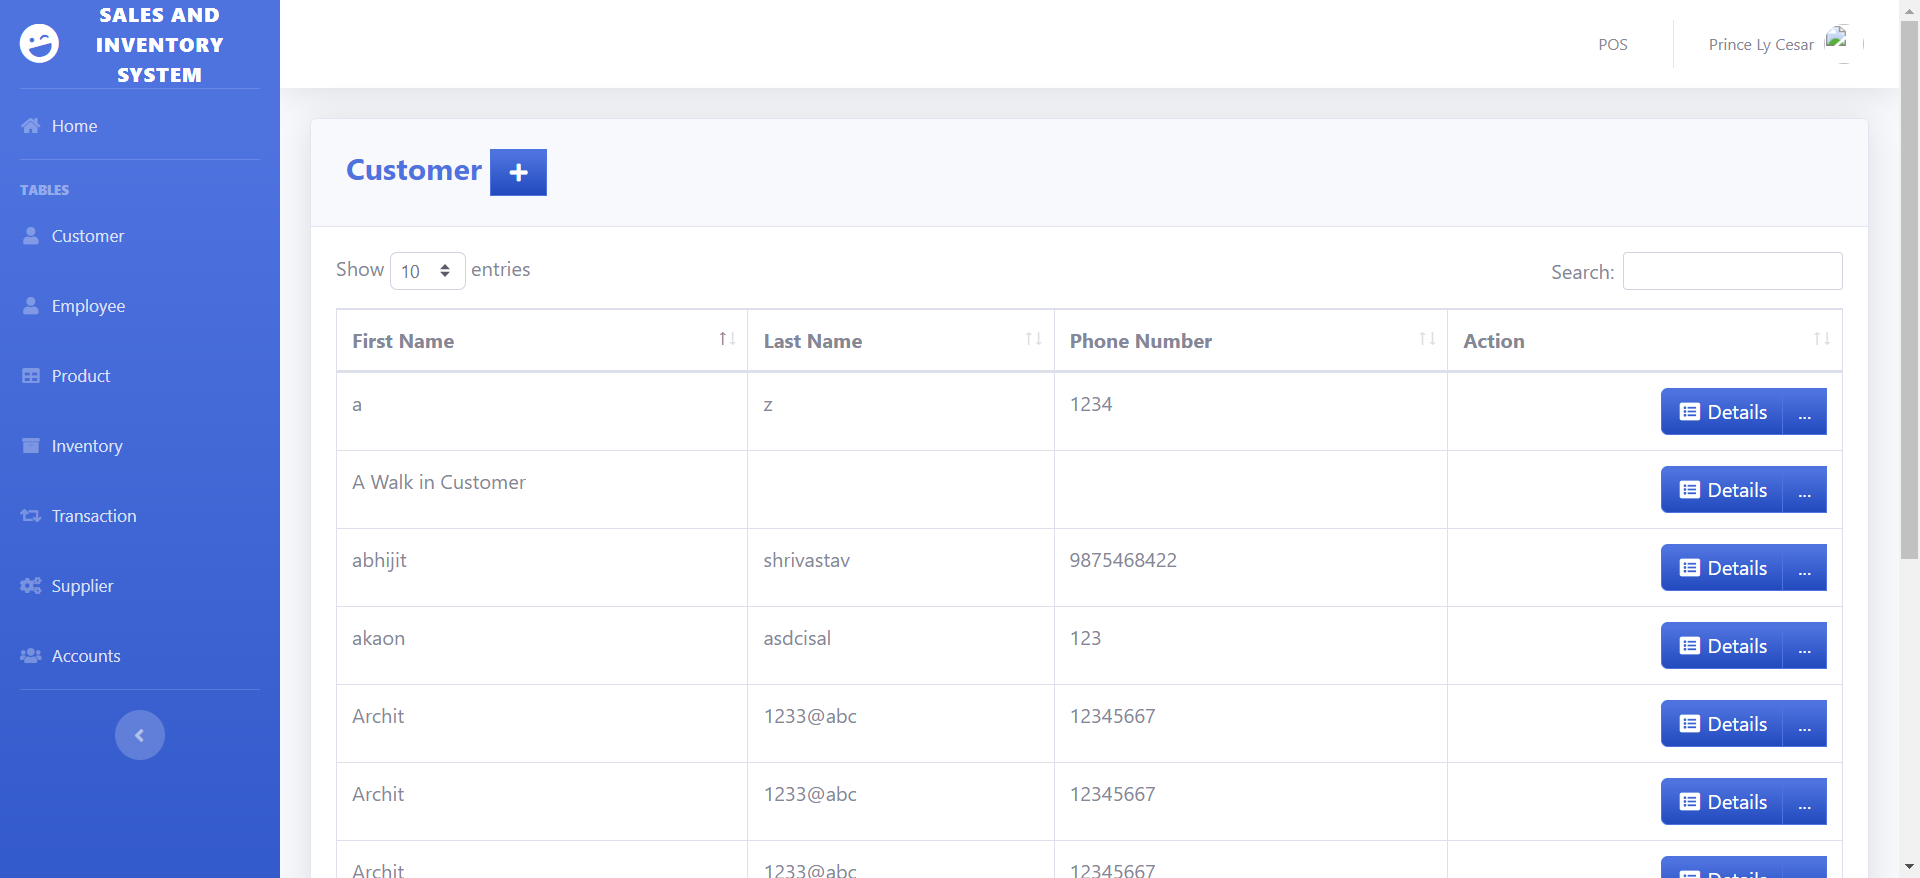 SALES AND
INVENTORY
SYSTEM
Home
TABLES
Customer
Employee
Product
Inventory
Transaction
Supplier
Accounts
POS
Prince Ly Cesar
Customer
Show 10 entries
Search:
First Name Last Name Phone Number Action
a z 1234 Details ...
A Walk in Customer Details ...
abhijit shrivastav 9875468422 Details ...
akaon asdcisal 123 Details ...
Archit 1233@abc 12345667 Details ...
Archit 1233@abc 12345667 Details ...
Archit 1233@abc 12345667 Details